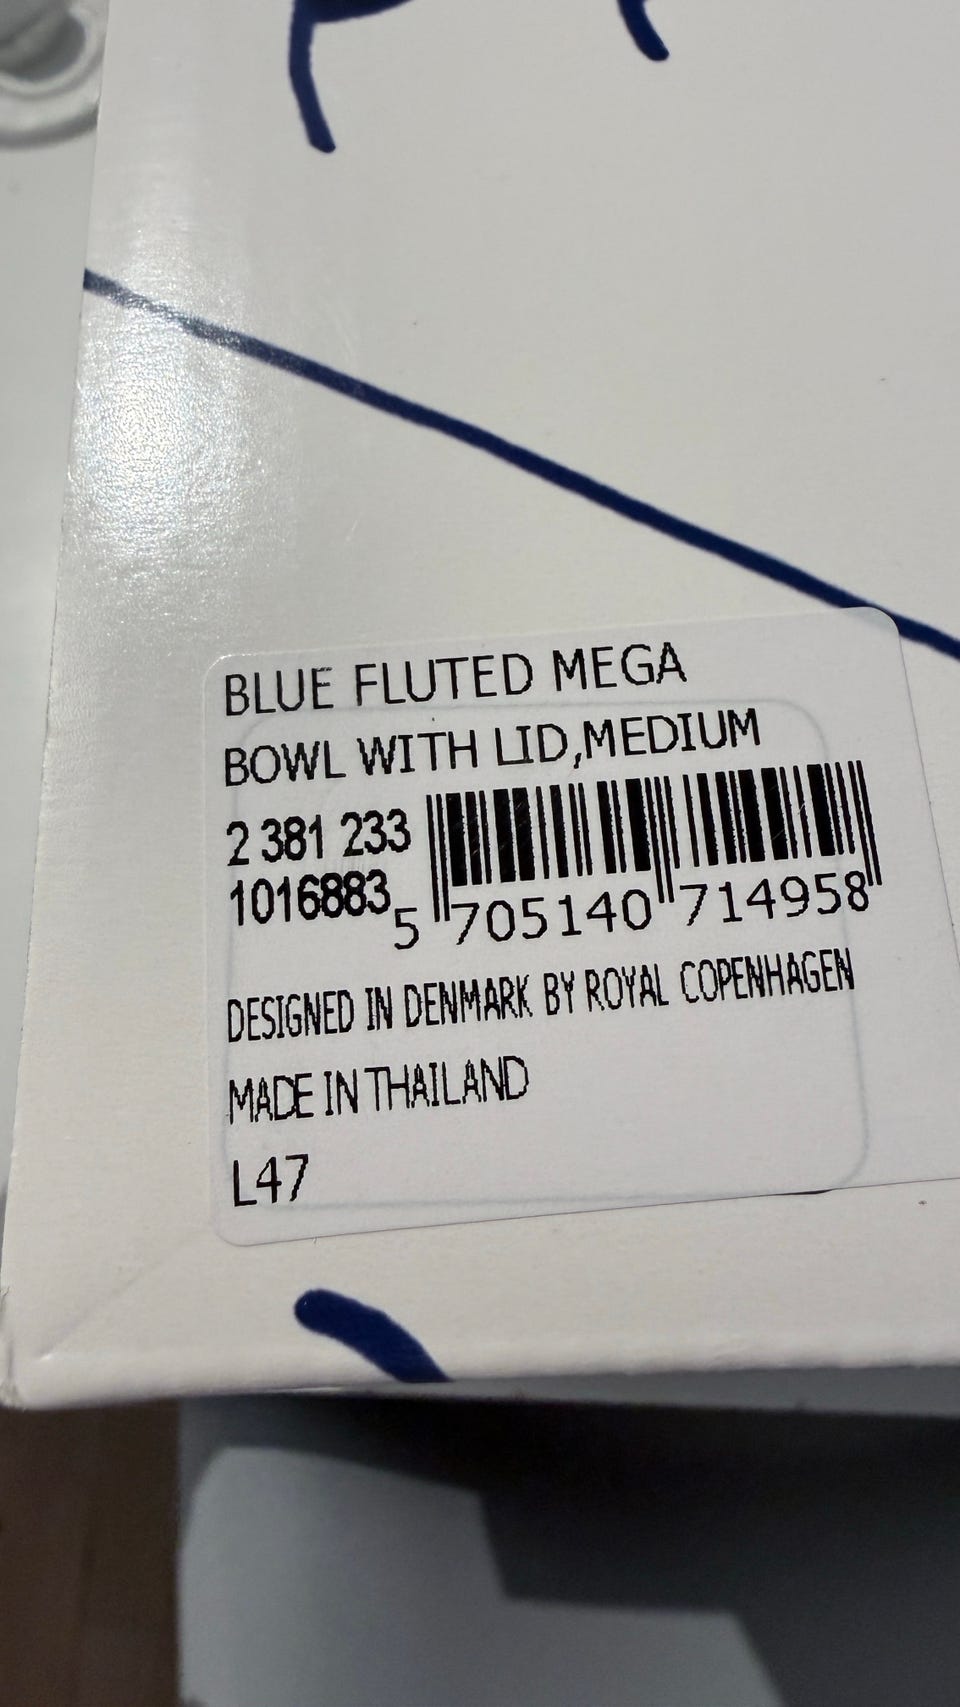 BLUE FLUTED MEGA
BOWL WITH LID,MEDIUM
2 381 233
1016883
5 705140 714958
DESIGNED IN DENMARK BY ROYAL COPENHAGEN
MADE IN THAILAND
L47